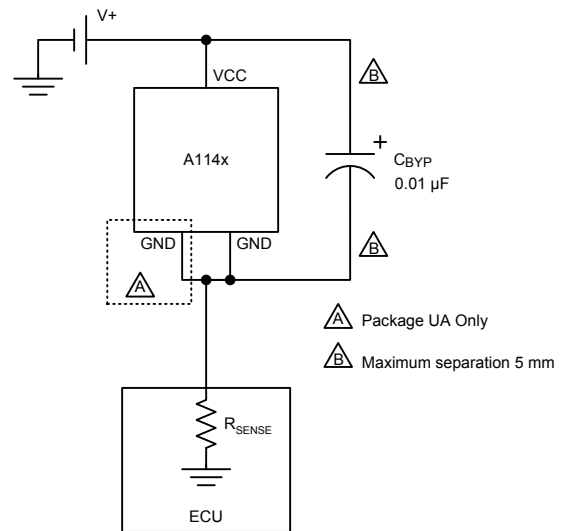 V+
VCC
B
A114x
+
CBYP
0.01 µF
GND GND
B
A
A Package UA Only
B Maximum separation 5 mm
RSENSE
ECU